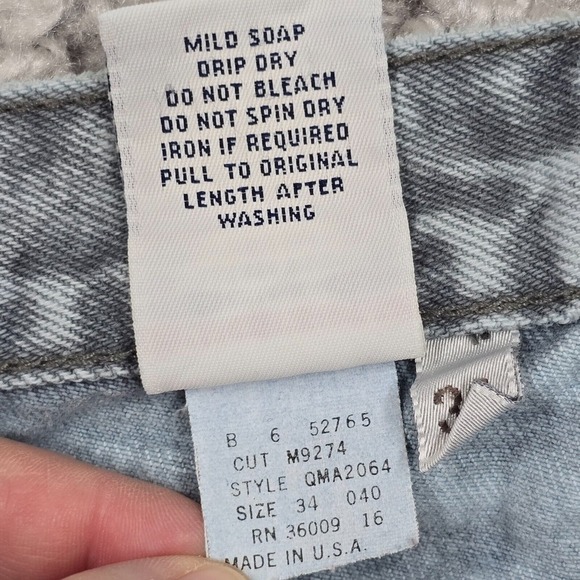 MILD SOAP
DRIP DRY
DO NOT BLEACH
DO NOT SPIN DRY
IRON IF REQUIRED
PULL TO ORIGINAL
LENGTH AFTER
WASHING
B 6 52765
CUT M9274
STYLE QMA2064
SIZE 34 040
RN 36009 16
MADE IN U.S.A.
3